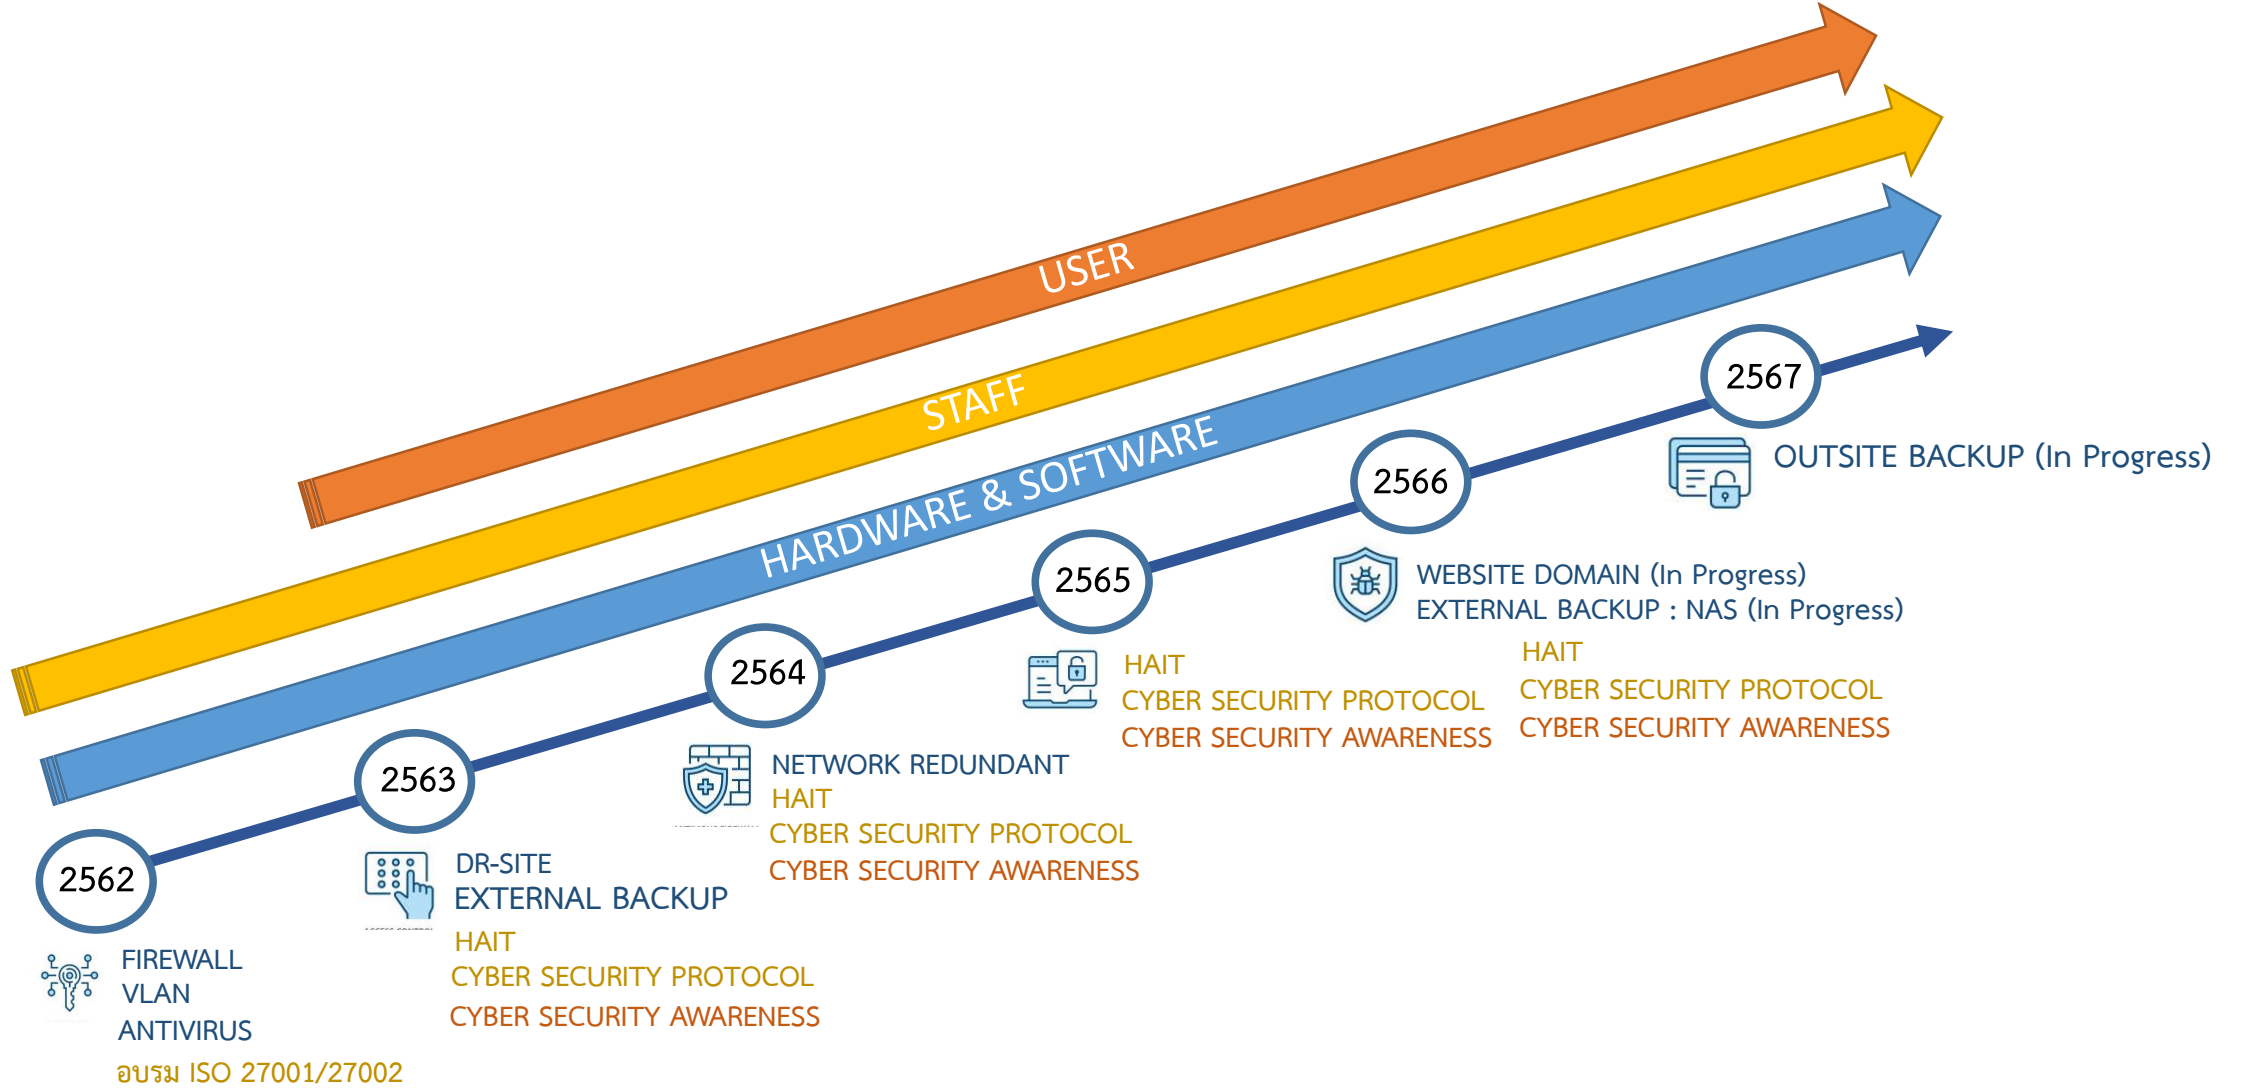 USER
STAFF
HARDWARE & SOFTWARE
2562
FIREWALL
VLAN
ANTIVIRUS
อบรม ISO 27001/27002
2563
DR-SITE
EXTERNAL BACKUP
HAIT
CYBER SECURITY PROTOCOL
CYBER SECURITY AWARENESS
2564
NETWORK REDUNDANT
HAIT
CYBER SECURITY PROTOCOL
CYBER SECURITY AWARENESS
2565
HAIT
CYBER SECURITY PROTOCOL
CYBER SECURITY AWARENESS
2566
WEBSITE DOMAIN (In Progress)
EXTERNAL BACKUP : NAS (In Progress)
HAIT
CYBER SECURITY PROTOCOL
CYBER SECURITY AWARENESS
2567
OUTSITE BACKUP (In Progress)